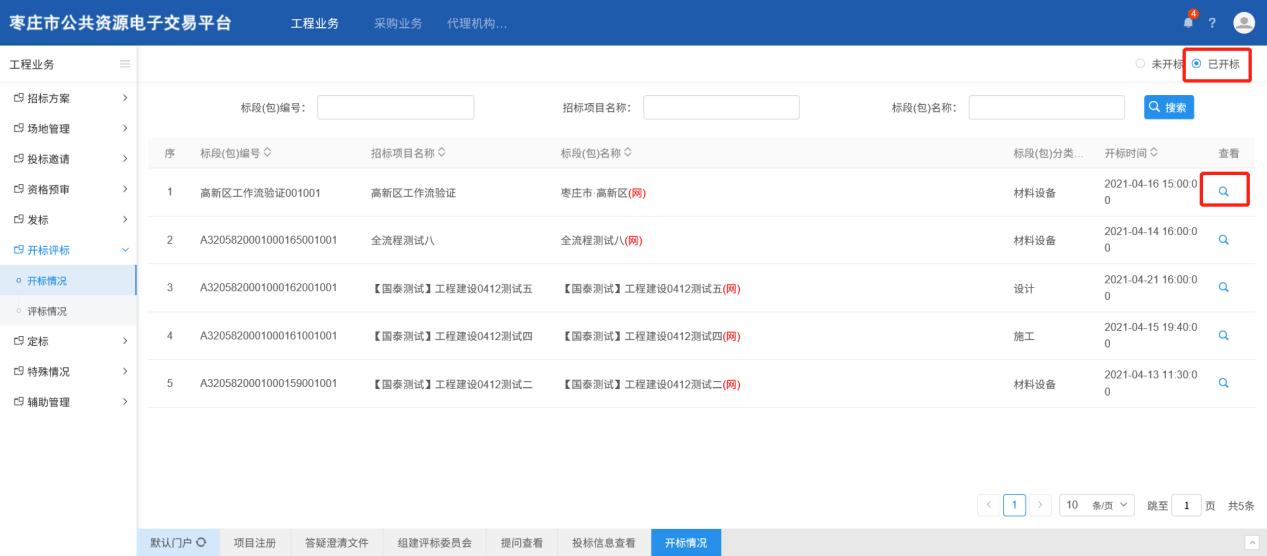 枣庄市公共资源电子交易平台 工程业务 采购业务 代理机构... 4 ?
工程业务 未开标 已开标
招标方案
场地管理
投标邀请
资格预审
发标
开标评标
开标情况
评标情况
定标
特殊情况
辅助管理
标段(包)编号： 招标项目名称： 标段(包)名称： 搜索
序 标段(包)编号 招标项目名称 标段(包)名称 标段(包)分类... 开标时间 查看
1 高新区工作流验证001001 高新区工作流验证 枣庄市·高新区(网) 材料设备 2021-04-16 15:00:0
0
2 A3205820001000165001001 全流程测试八 全流程测试八(网) 材料设备 2021-04-14 16:00:0
0
3 A3205820001000162001001 【国泰测试】工程建设0412测试五 【国泰测试】工程建设0412测试五(网) 设计 2021-04-21 16:00:0
0
4 A3205820001000161001001 【国泰测试】工程建设0412测试四 【国泰测试】工程建设0412测试四(网) 施工 2021-04-15 19:40:0
0
5 A3205820001000159001001 【国泰测试】工程建设0412测试二 【国泰测试】工程建设0412测试二(网) 材料设备 2021-04-13 11:30:0
0
1 10 条/页 跳至 1 页 共5条
默认门户 项目注册 答疑澄清文件 组建评标委员会 提问查看 投标信息查看 开标情况